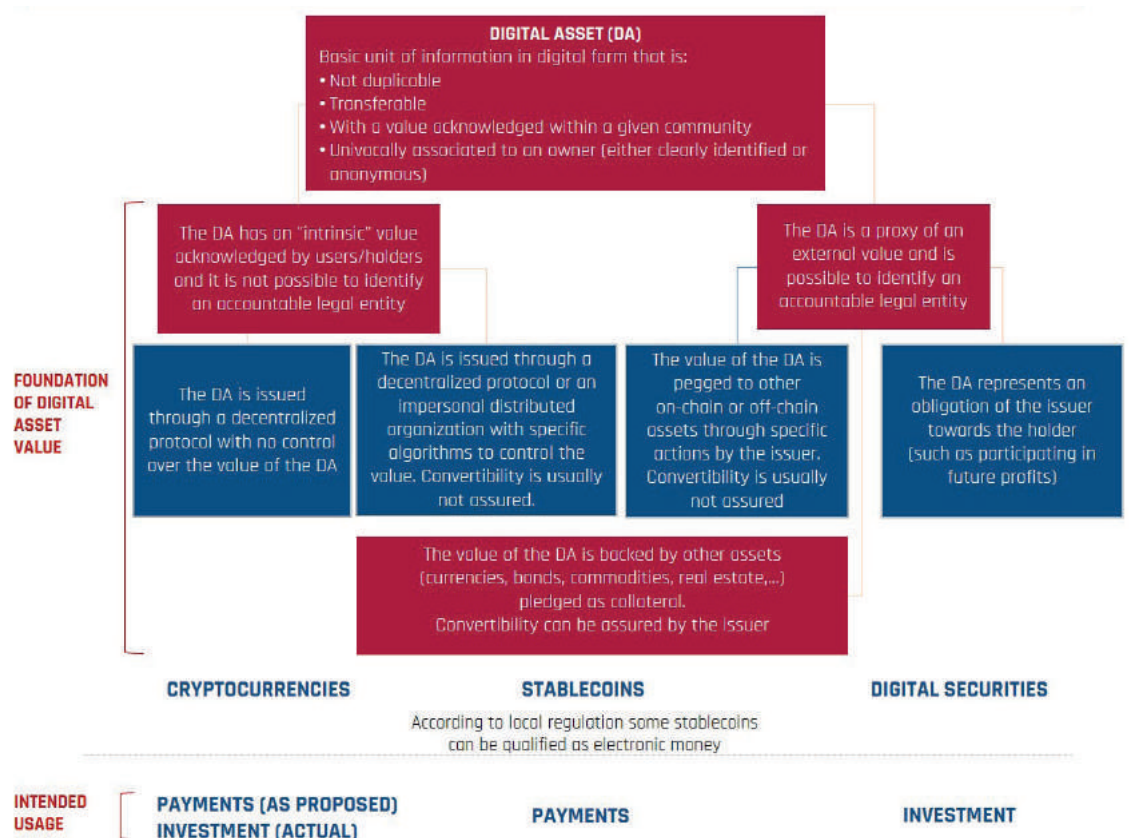 DIGITAL ASSET (DA)
Basic unit of information in digital form that is:
• Not duplicable
• Transferable
• With a value acknowledged within a given community
• Univocally associated to an owner (either clearly identified or
anonymous)
The DA has an "intrinsic" value
acknowledged by users/holders
and it is not possible to identify
an accountable legal entity
The DA is a proxy of an
external value and is
possible to identify an
accountable legal entity
FOUNDATION
OF DIGITAL
ASSET
VALUE
The DA is issued
through a decentralized
protocol with no control
over the value of the DA
The DA is issued through a
decentralized protocol or an
impersonal distributed
organization with specific
algorithms to control the
value. Convertibility is usually
not assured.
The value of the DA is
pegged to other
on-chain or off-chain
assets through specific
actions by the issuer.
Convertibility is usually
not assured
The DA represents an
obligation of the issuer
towards the holder
(such as participating in
future profits)
The value of the DA is backed by other assets
(currencies, bonds, commodities, real estate,...)
pledged as collateral.
Convertibility can be assured by the issuer
CRYPTOCURRENCIES
STABLECOINS
DIGITAL SECURITIES
According to local regulation some stablecoins
can be qualified as electronic money
INTENDED
USAGE
PAYMENTS (AS PROPOSED)
INVESTMENT (ACTUAL)
PAYMENTS
INVESTMENT